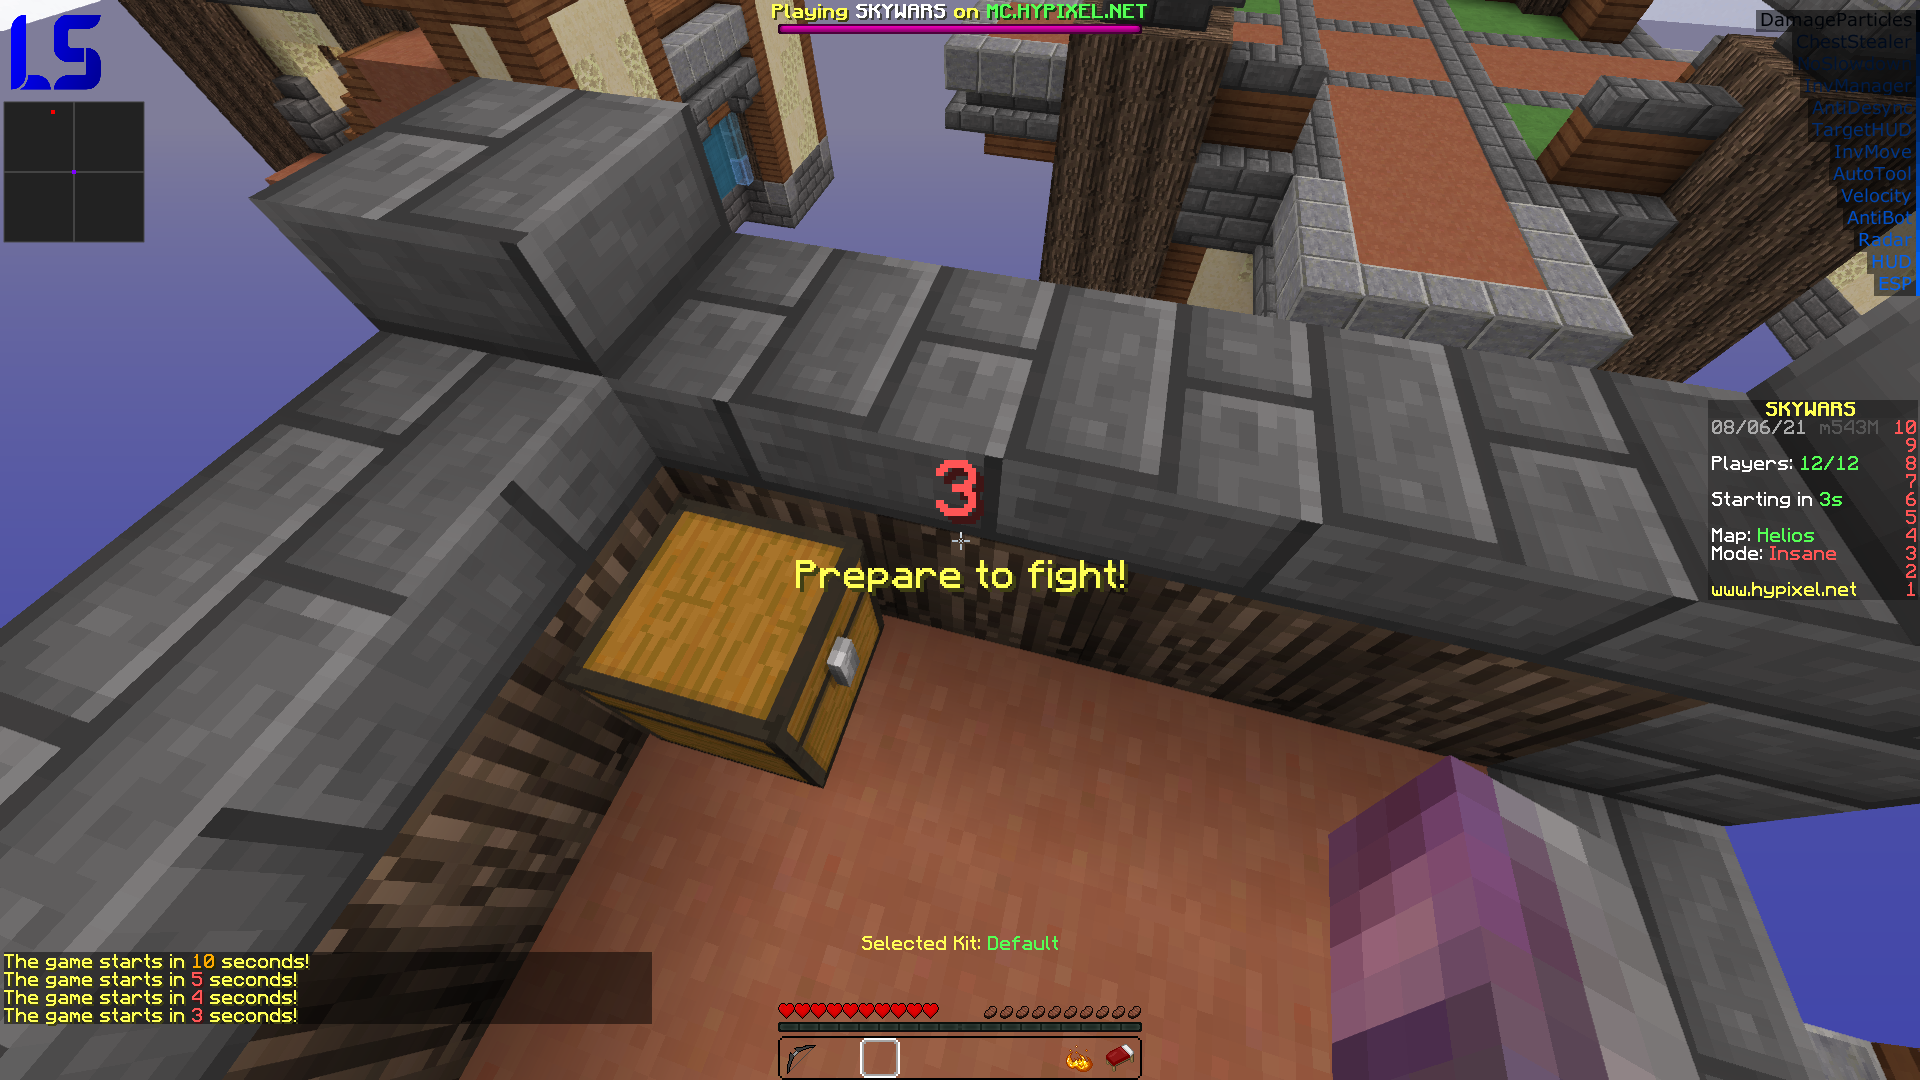 Playing SKYWARS on MC.HYPIXEL.NET
LS
DamageParticles
ChestStealer
InvManager
AntiDesync
TargetHUD
InvMove
AutoTool
Velocity
AntiBot
Radar
HUD
ESP
SKYWARS
08/06/21 m543M 10
9
Players: 12/12 8
7
Starting in 3s 6
5
Map: Helios 4
Mode: Insane 3
2
www.hypixel.net 1
3
Prepare to fight!
Selected Kit: Default
The game starts in 10 seconds!
The game starts in 5 seconds!
The game starts in 4 seconds!
The game starts in 3 seconds!